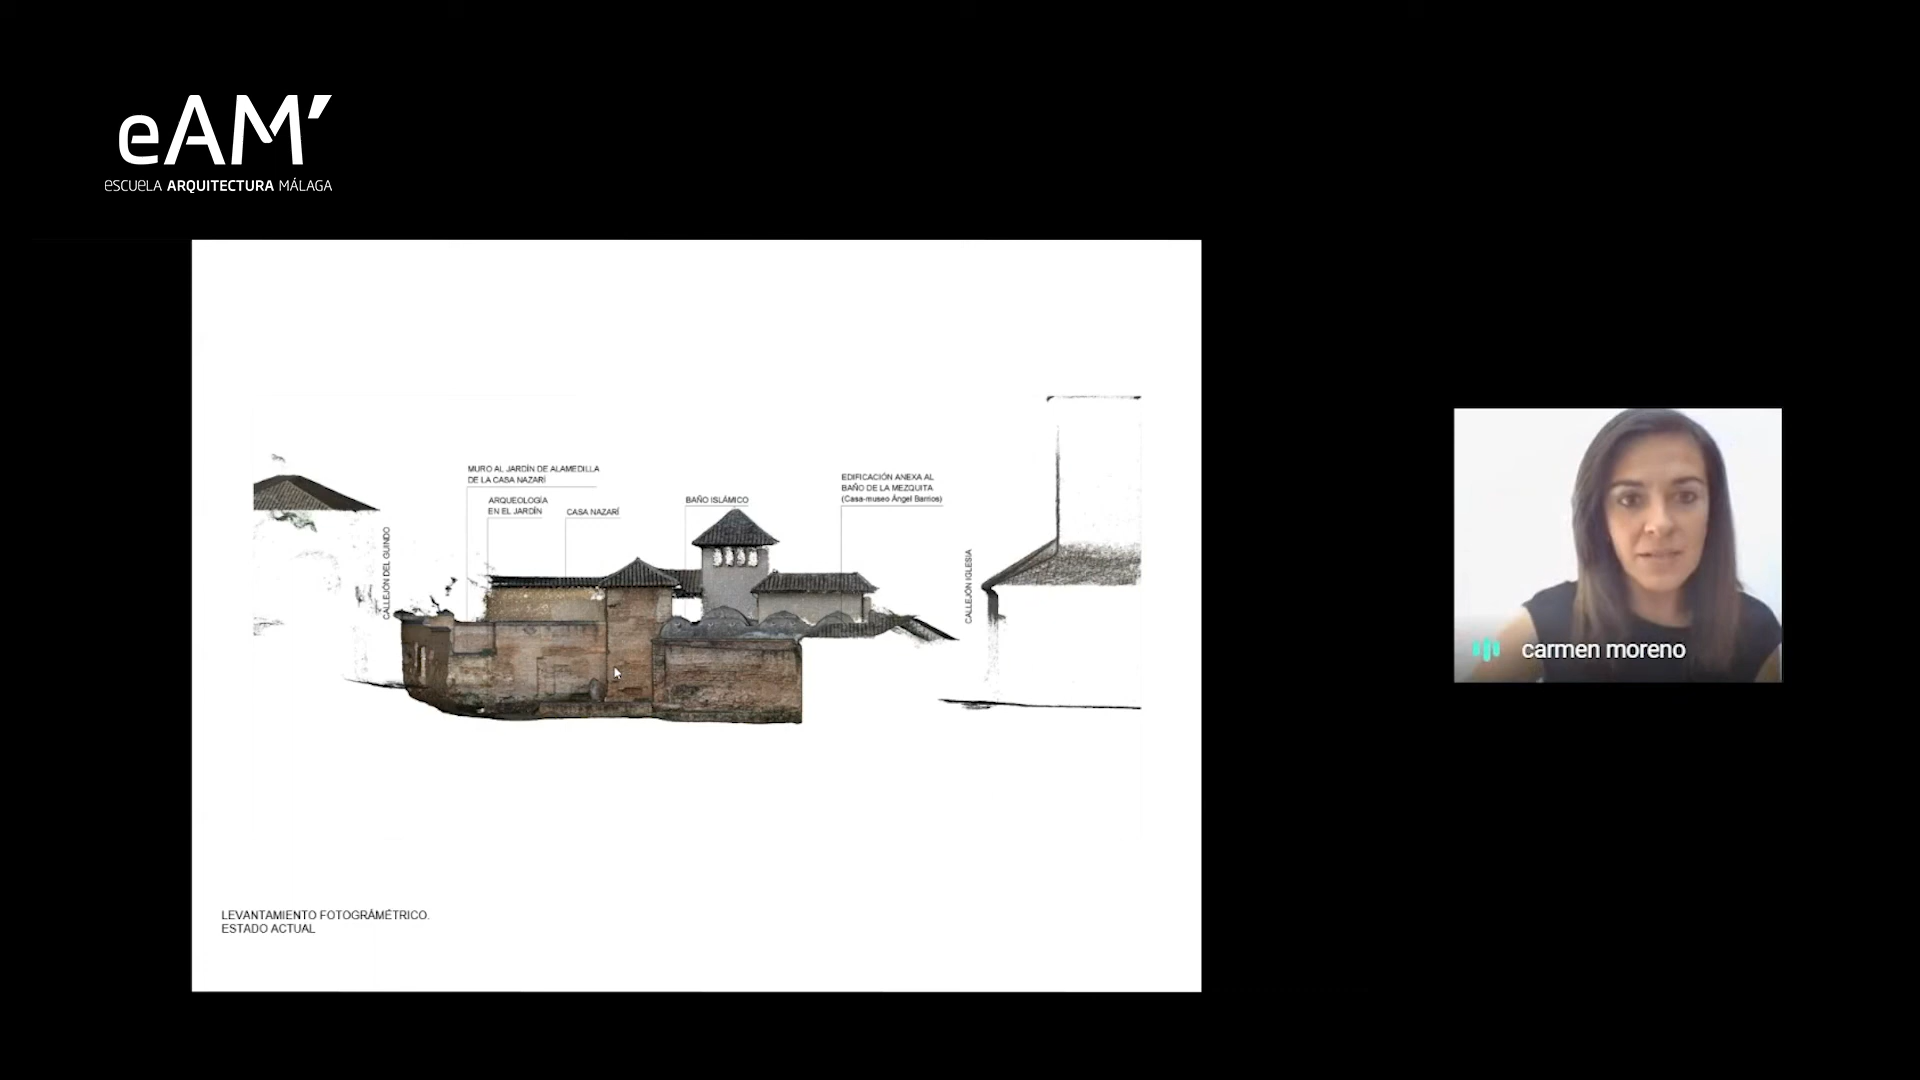 eAM'
ESCUELA ARQUITECTURA MÁLAGA
MURO AL JARDÍN DE ALAMEDILLA
DE LA CASA NAZARÍ
ARQUEOLOGÍA
EN EL JARDÍN
CASA NAZARÍ
BAÑO ISLÁMICO
EDIFICACIÓN ANEXA AL
BAÑO DE LA MEZQUITA
(Casa-museo Ángel Barrios)
CALLEJÓN DEL GUINDO
CALLEJÓN IGLESIA
carmen moreno
LEVANTAMIENTO FOTOGRÁMÉTRICO.
ESTADO ACTUAL